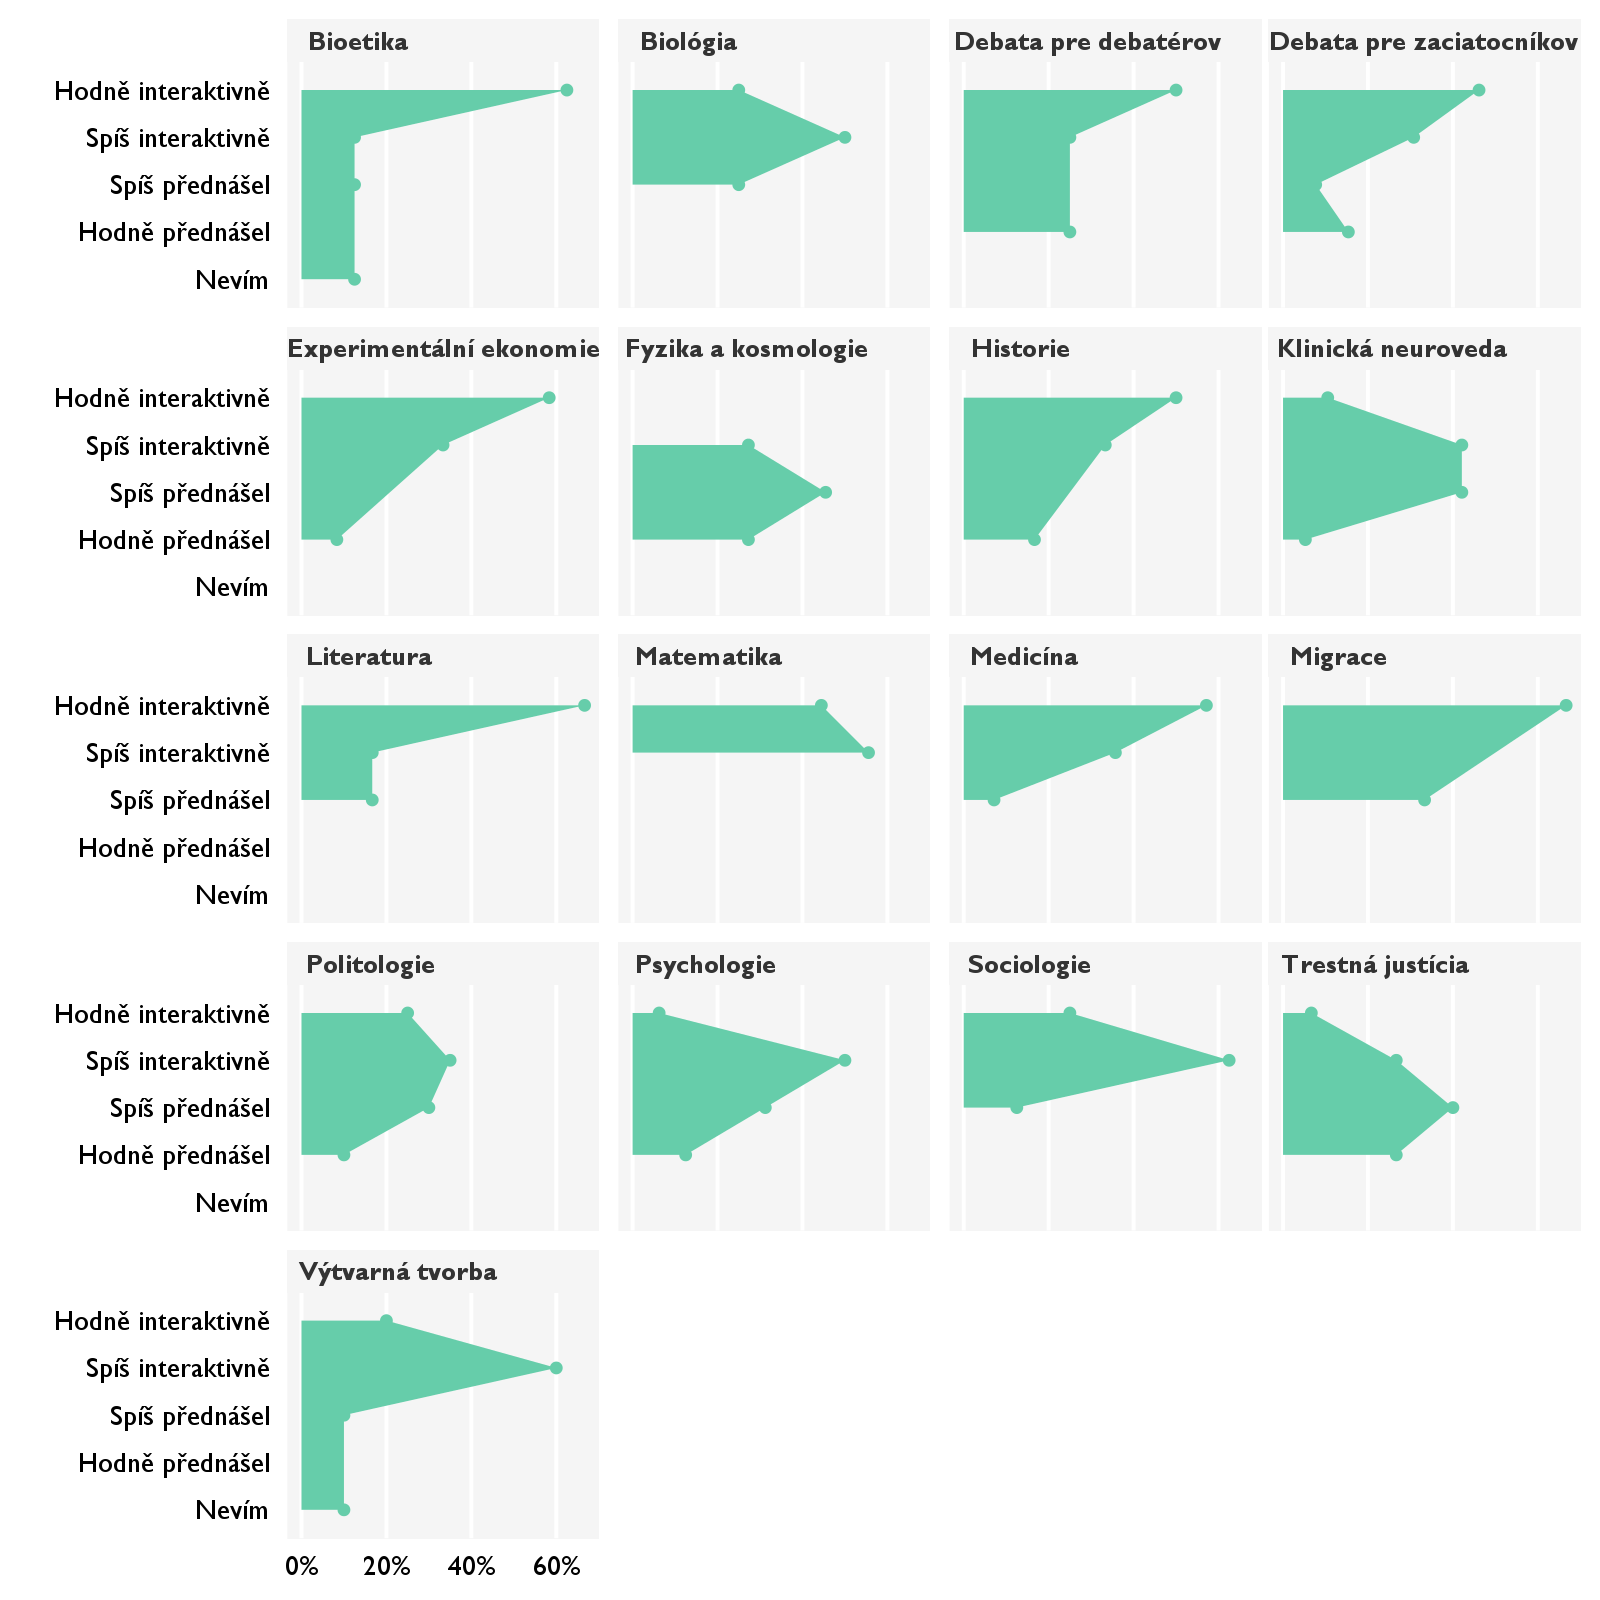 Bioetika
Biológia
Debata pre debatérov
Debata pre zaciatocníkov
Hodně interaktivně
Spíš interaktivně
Spíš přednášel
Hodně přednášel
Nevím
Experimentální ekonomie
Fyzika a kosmologie
Historie
Klinická neuroveda
Hodně interaktivně
Spíš interaktivně
Spíš přednášel
Hodně přednášel
Nevím
Literatura
Matematika
Medicína
Migrace
Hodně interaktivně
Spíš interaktivně
Spíš přednášel
Hodně přednášel
Nevím
Politologie
Psychologie
Sociologie
Trestná justícia
Hodně interaktivně
Spíš interaktivně
Spíš přednášel
Hodně přednášel
Nevím
Výtvarná tvorba
Hodně interaktivně
Spíš interaktivně
Spíš přednášel
Hodně přednášel
Nevím
0% 20% 40% 60%